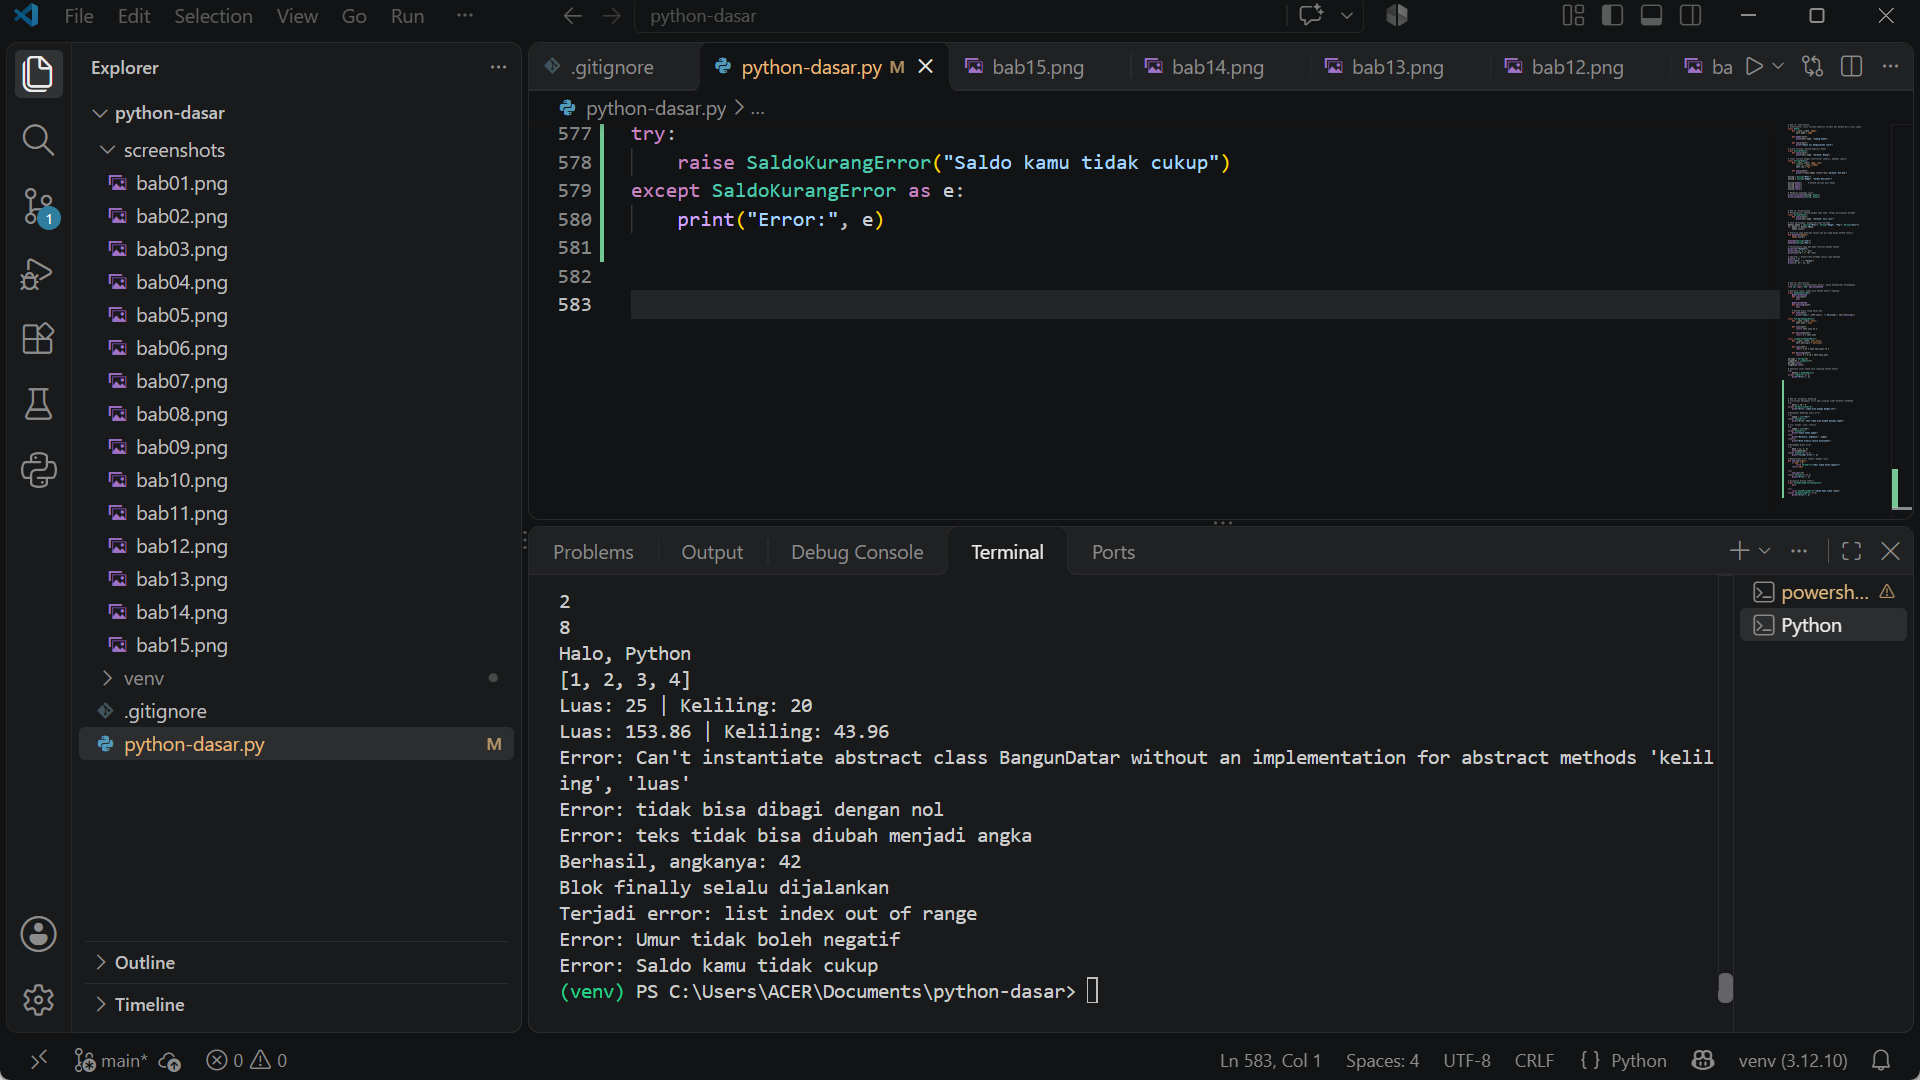 File Edit Selection View Go Run ...
python-dasar
Explorer
python-dasar
screenshots
bab01.png
bab02.png
bab03.png
bab04.png
bab05.png
bab06.png
bab07.png
bab08.png
bab09.png
bab10.png
bab11.png
bab12.png
bab13.png
bab14.png
bab15.png
venv
.gitignore
python-dasar.py M
Outline
Timeline
1
.gitignore python-dasar.py M bab15.png bab14.png bab13.png bab12.png ba
python-dasar.py > ...
577 try:
578     raise SaldoKurangError("Saldo kamu tidak cukup")
579 except SaldoKurangError as e:
580     print("Error:", e)
581
582
583
Problems Output Debug Console Terminal Ports
2
8
Halo, Python
[1, 2, 3, 4]
Luas: 25 | Keliling: 20
Luas: 153.86 | Keliling: 43.96
Error: Can't instantiate abstract class BangunDatar without an implementation for abstract methods 'kelil
ing', 'luas'
Error: tidak bisa dibagi dengan nol
Error: teks tidak bisa diubah menjadi angka
Berhasil, angkanya: 42
Blok finally selalu dijalankan
Terjadi error: list index out of range
Error: Umur tidak boleh negatif
Error: Saldo kamu tidak cukup
(venv) PS C:\Users\ACER\Documents\python-dasar>
powersh...
Python
main* 0 0 Ln 583, Col 1 Spaces: 4 UTF-8 CRLF { } Python venv (3.12.10)